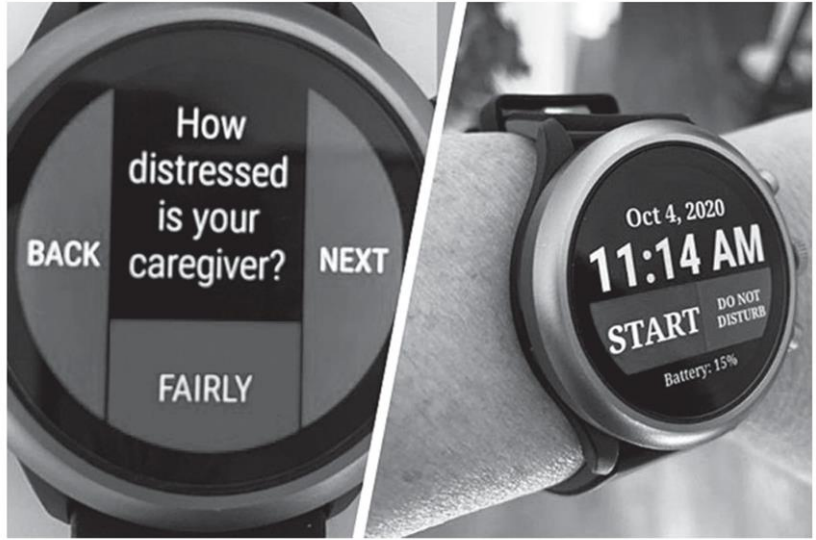 How
distressed
is your
caregiver?
BACK
NEXT
FAIRLY
Oct 4, 2020
11:14 AM
START
DO NOT
DISTURB
Battery: 15%